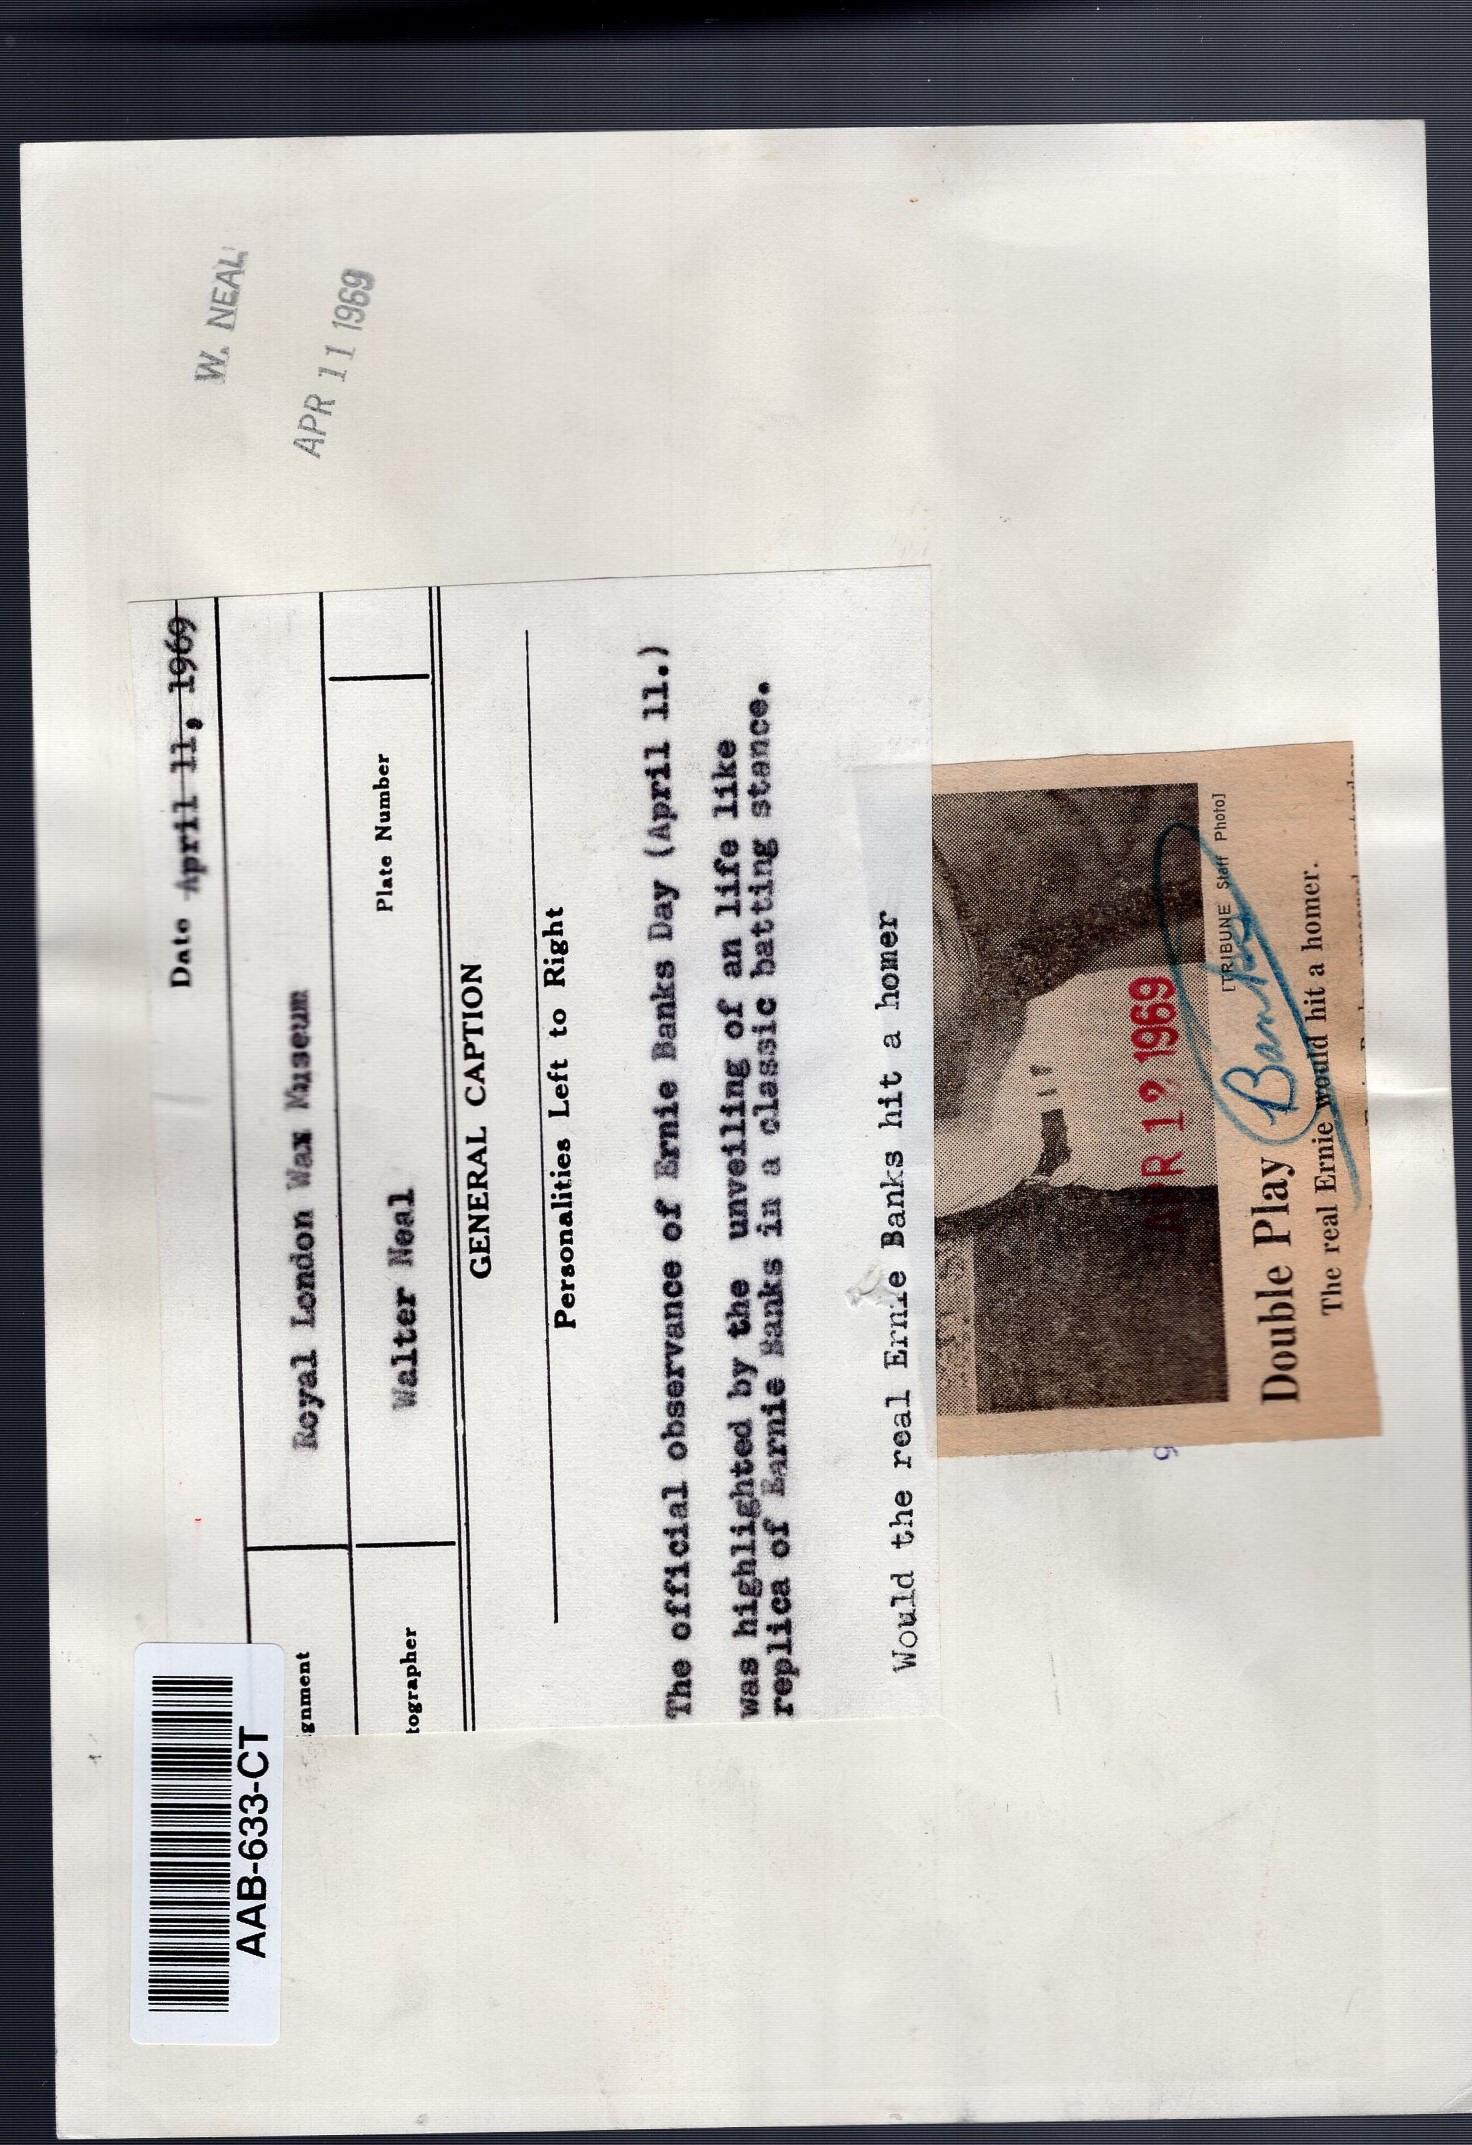 W. NEAL
APR 11 1969
Date April 11, 1969
gnment
Royal London Wax Museum
tographer
Walter Neal
Plate Number
GENERAL CAPTION
Personalities Left to Right
The official observance of Ernie Banks Day (April 11.)
was highlighted by the unveiling of an life like
replica of Earnie Banks in a classic batting stance.
Would the real Ernie Banks hit a homer
APR 12 1969
[TRIBUNE Staff Photo]
Banks
Double Play
The real Ernie would hit a homer.
AAB-633-CT